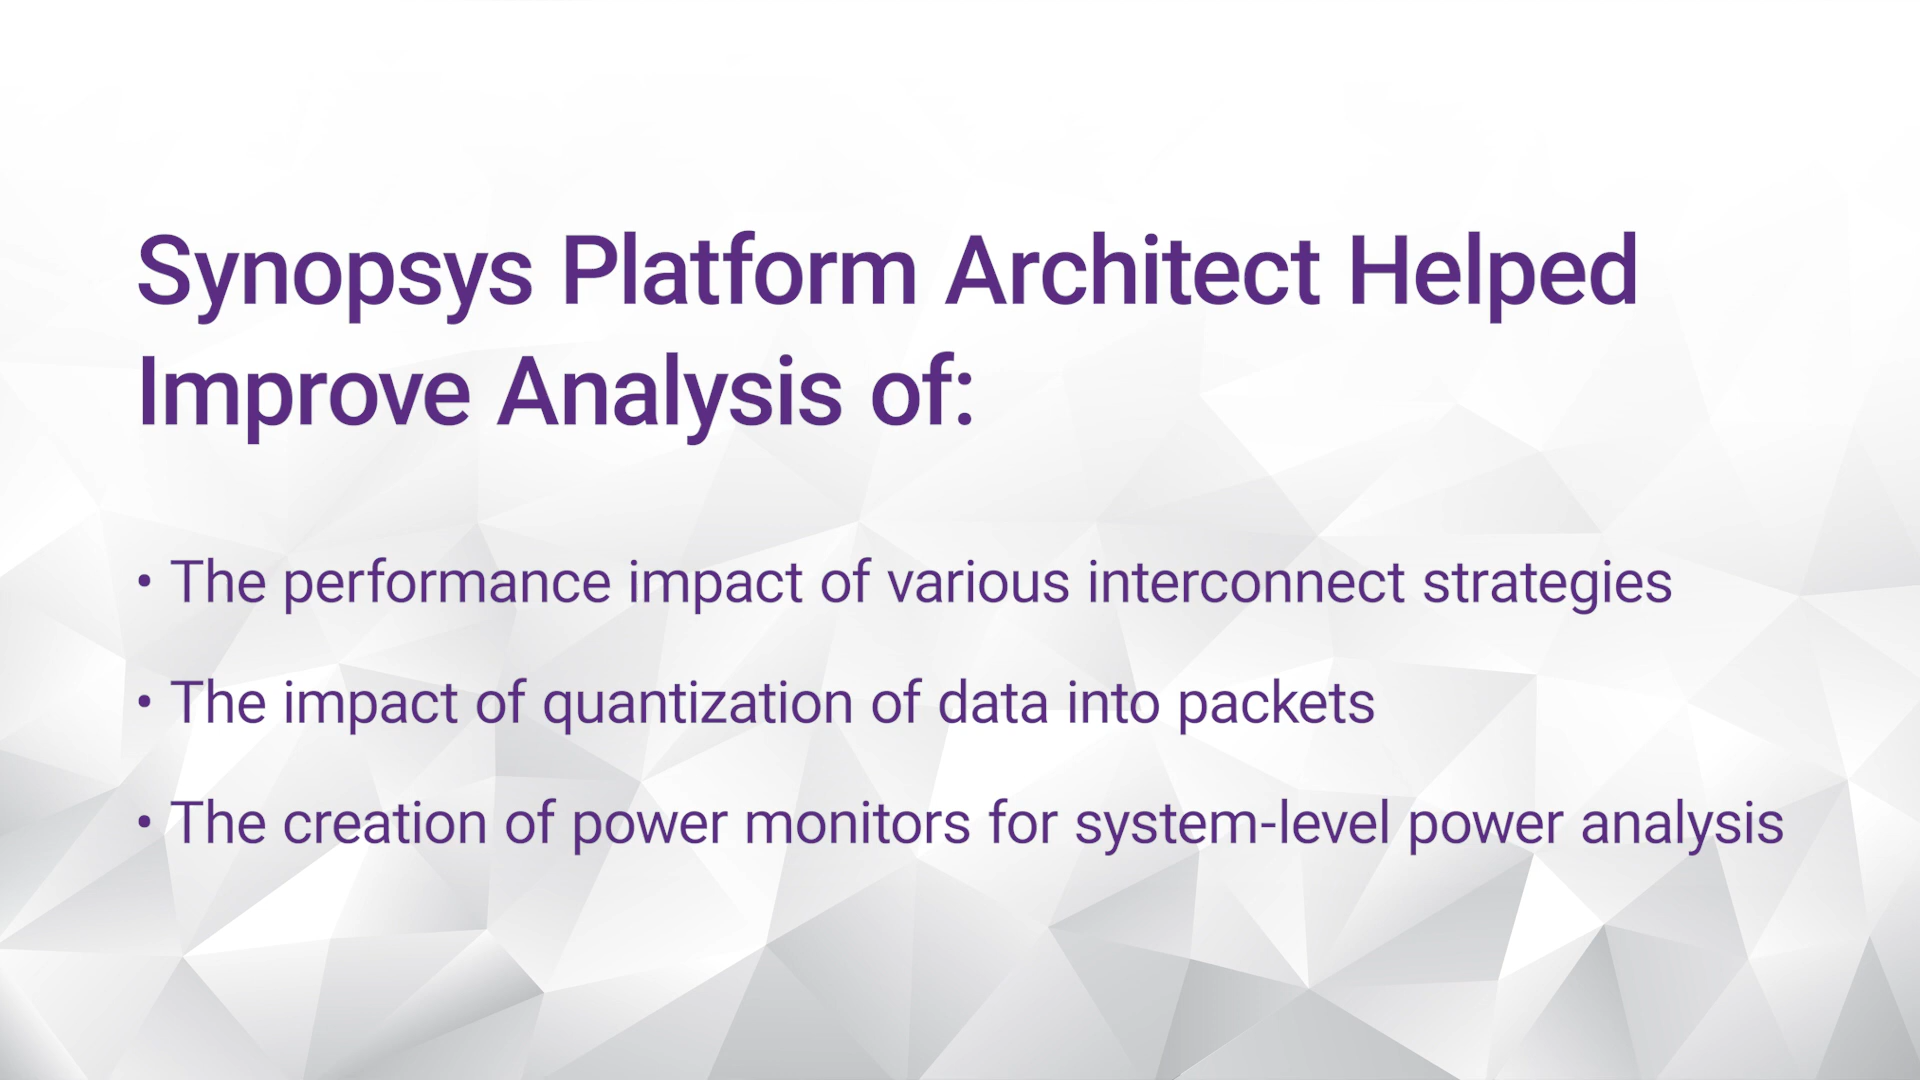 Synopsys Platform Architect Helped
Improve Analysis of:
• The performance impact of various interconnect strategies
• The impact of quantization of data into packets
• The creation of power monitors for system-level power analysis